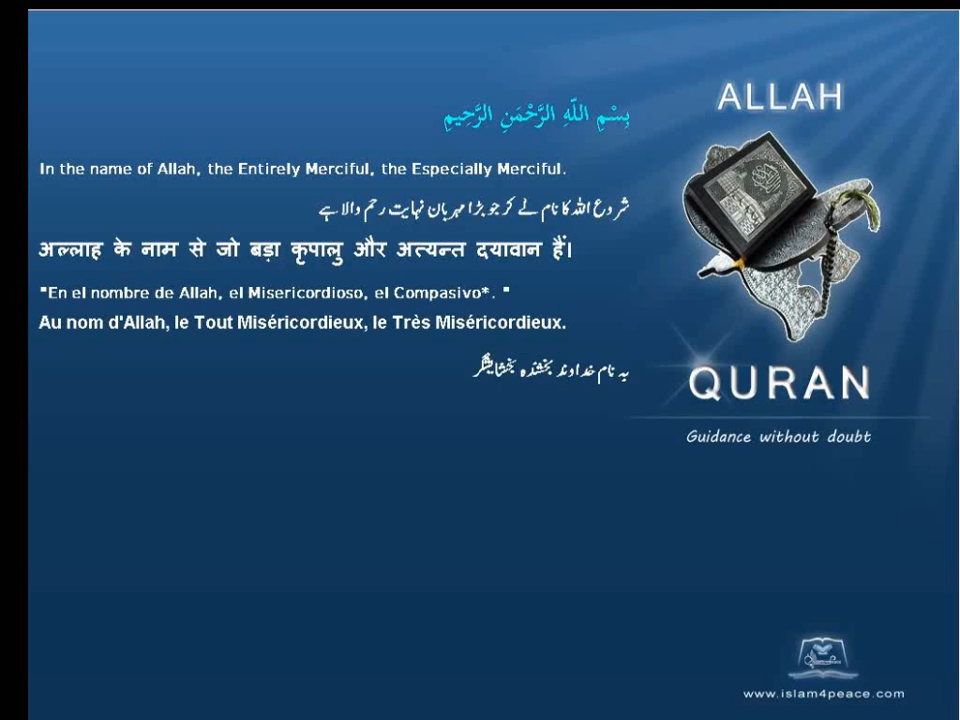 بِسْمِ اللَّهِ الرَّحْمَنِ الرَّحِيمِ
In the name of Allah, the Entirely Merciful, the Especially Merciful.
شروع اللہ کا نام لے کر جو بڑا مہربان نہایت رحم والا ہے
अल्लाह के नाम से जो बड़ा कृपालु और अत्यन्त दयावान हैं।
"En el nombre de Allah, el Misericordioso, el Compasivo*. "
Au nom d'Allah, le Tout Miséricordieux, le Très Miséricordieux.
به نام خداوند بخشنده بخشایشگر
ALLAH
QURAN
Guidance without doubt
www.islam4peace.com